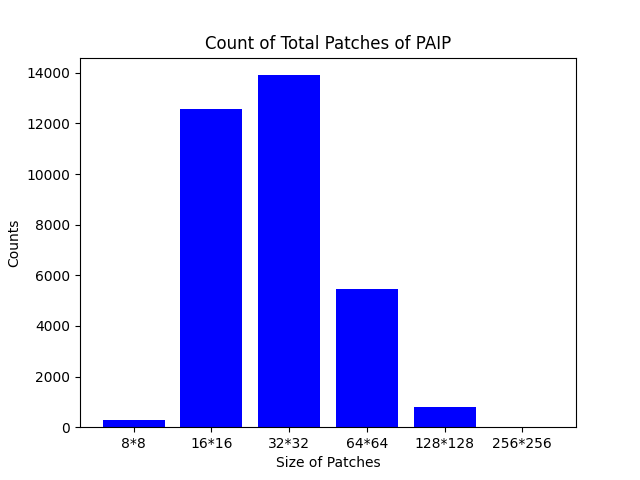 Count of Total Patches of PAIP
14000
12000
10000
8000
6000
4000
2000
0
Counts
8*8 16*16 32*32 64*64 128*128 256*256
Size of Patches